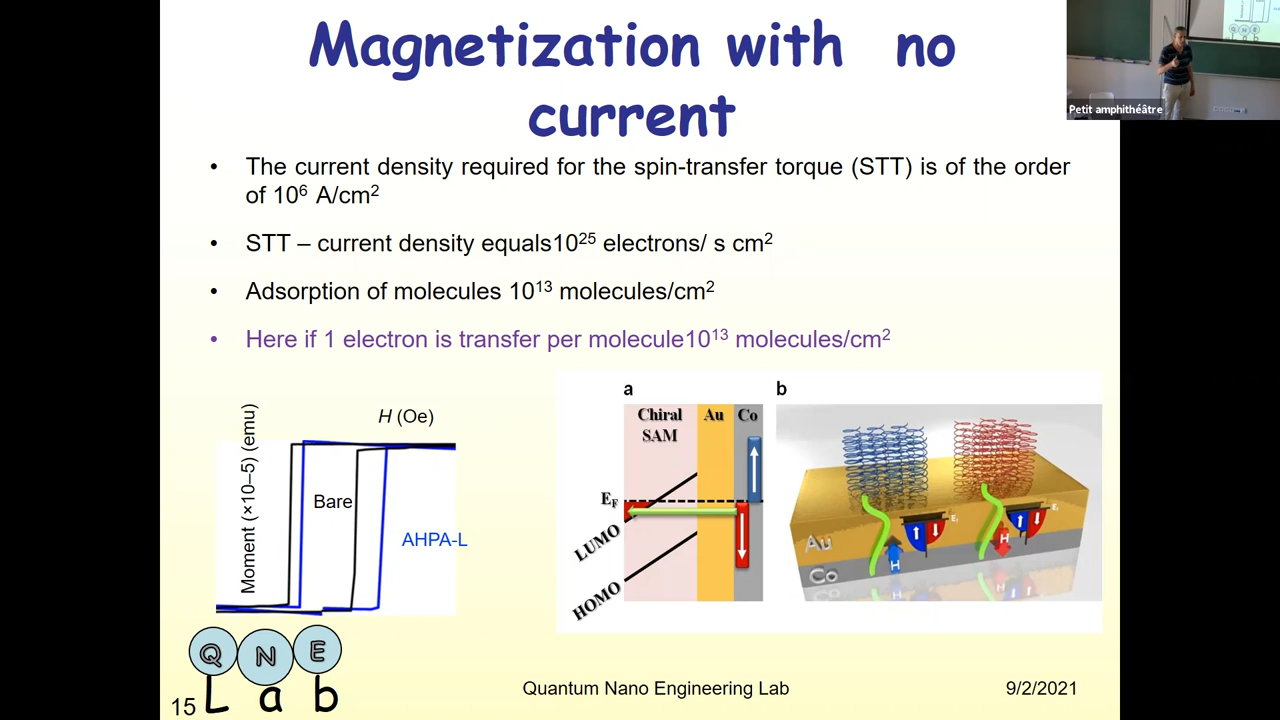 Magnetization with no
current
Petit amphithéâtre
• The current density required for the spin-transfer torque (STT) is of the order
of 10⁶ A/cm²
• STT – current density equals10²⁵ electrons/ s cm²
• Adsorption of molecules 10¹³ molecules/cm²
• Here if 1 electron is transfer per molecule10¹³ molecules/cm²
Moment (×10–5) (emu)
H (Oe)
Bare
AHPA-L
a
Chiral
SAM
Au
Co
EF
LUMO
HOMO
b
Au
Co
H
H
Q N E
Lab
15
Quantum Nano Engineering Lab
9/2/2021